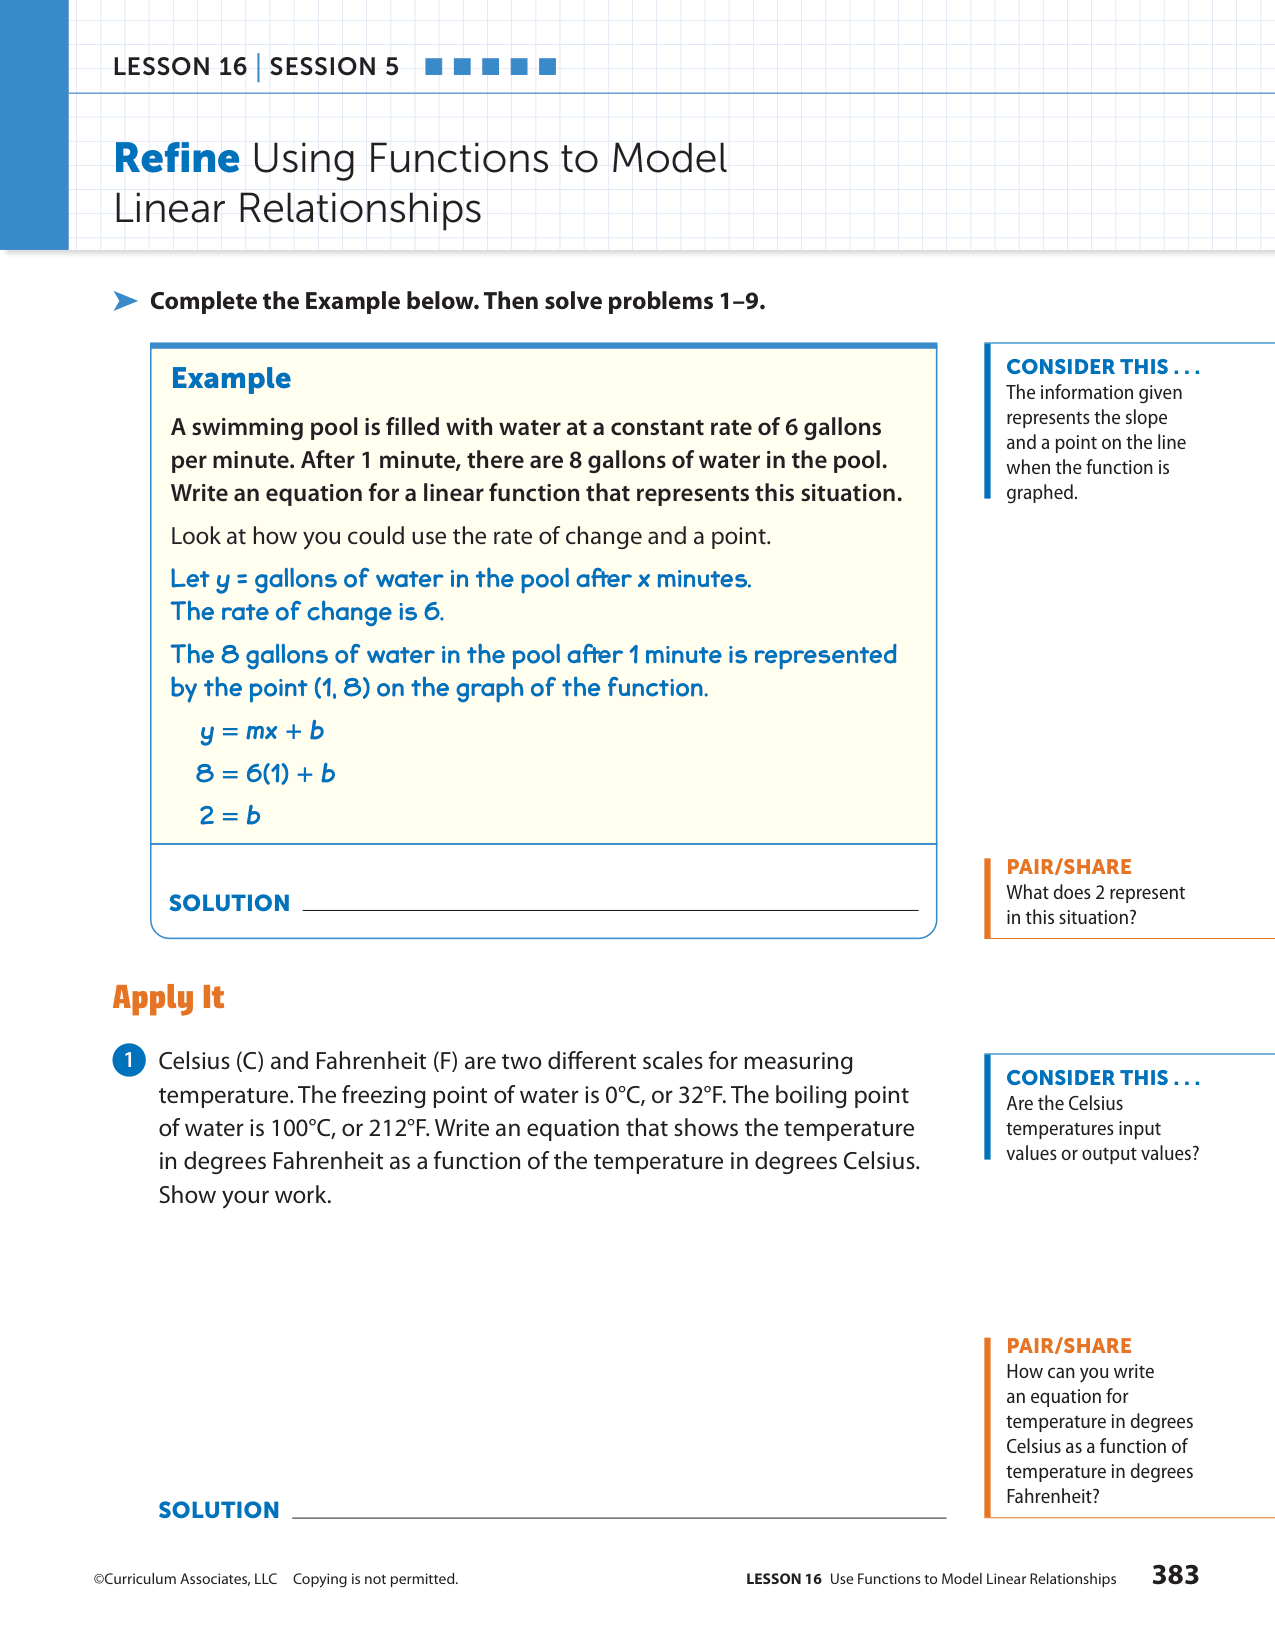 LESSON 16 | SESSION 5
Refine Using Functions to Model
Linear Relationships
Complete the Example below. Then solve problems 1–9.
Example
A swimming pool is filled with water at a constant rate of 6 gallons
per minute. After 1 minute, there are 8 gallons of water in the pool.
Write an equation for a linear function that represents this situation.
Look at how you could use the rate of change and a point.
Let y = gallons of water in the pool after x minutes.
The rate of change is 6.
The 8 gallons of water in the pool after 1 minute is represented
by the point (1, 8) on the graph of the function.
y = mx + b
8 = 6(1) + b
2 = b
SOLUTION
CONSIDER THIS . . .
The information given
represents the slope
and a point on the line
when the function is
graphed.
PAIR/SHARE
What does 2 represent
in this situation?
Apply It
1 Celsius (C) and Fahrenheit (F) are two different scales for measuring
temperature. The freezing point of water is 0°C, or 32°F. The boiling point
of water is 100°C, or 212°F. Write an equation that shows the temperature
in degrees Fahrenheit as a function of the temperature in degrees Celsius.
Show your work.
SOLUTION
CONSIDER THIS . . .
Are the Celsius
temperatures input
values or output values?
PAIR/SHARE
How can you write
an equation for
temperature in degrees
Celsius as a function of
temperature in degrees
Fahrenheit?
©Curriculum Associates, LLC Copying is not permitted.
LESSON 16 Use Functions to Model Linear Relationships 383